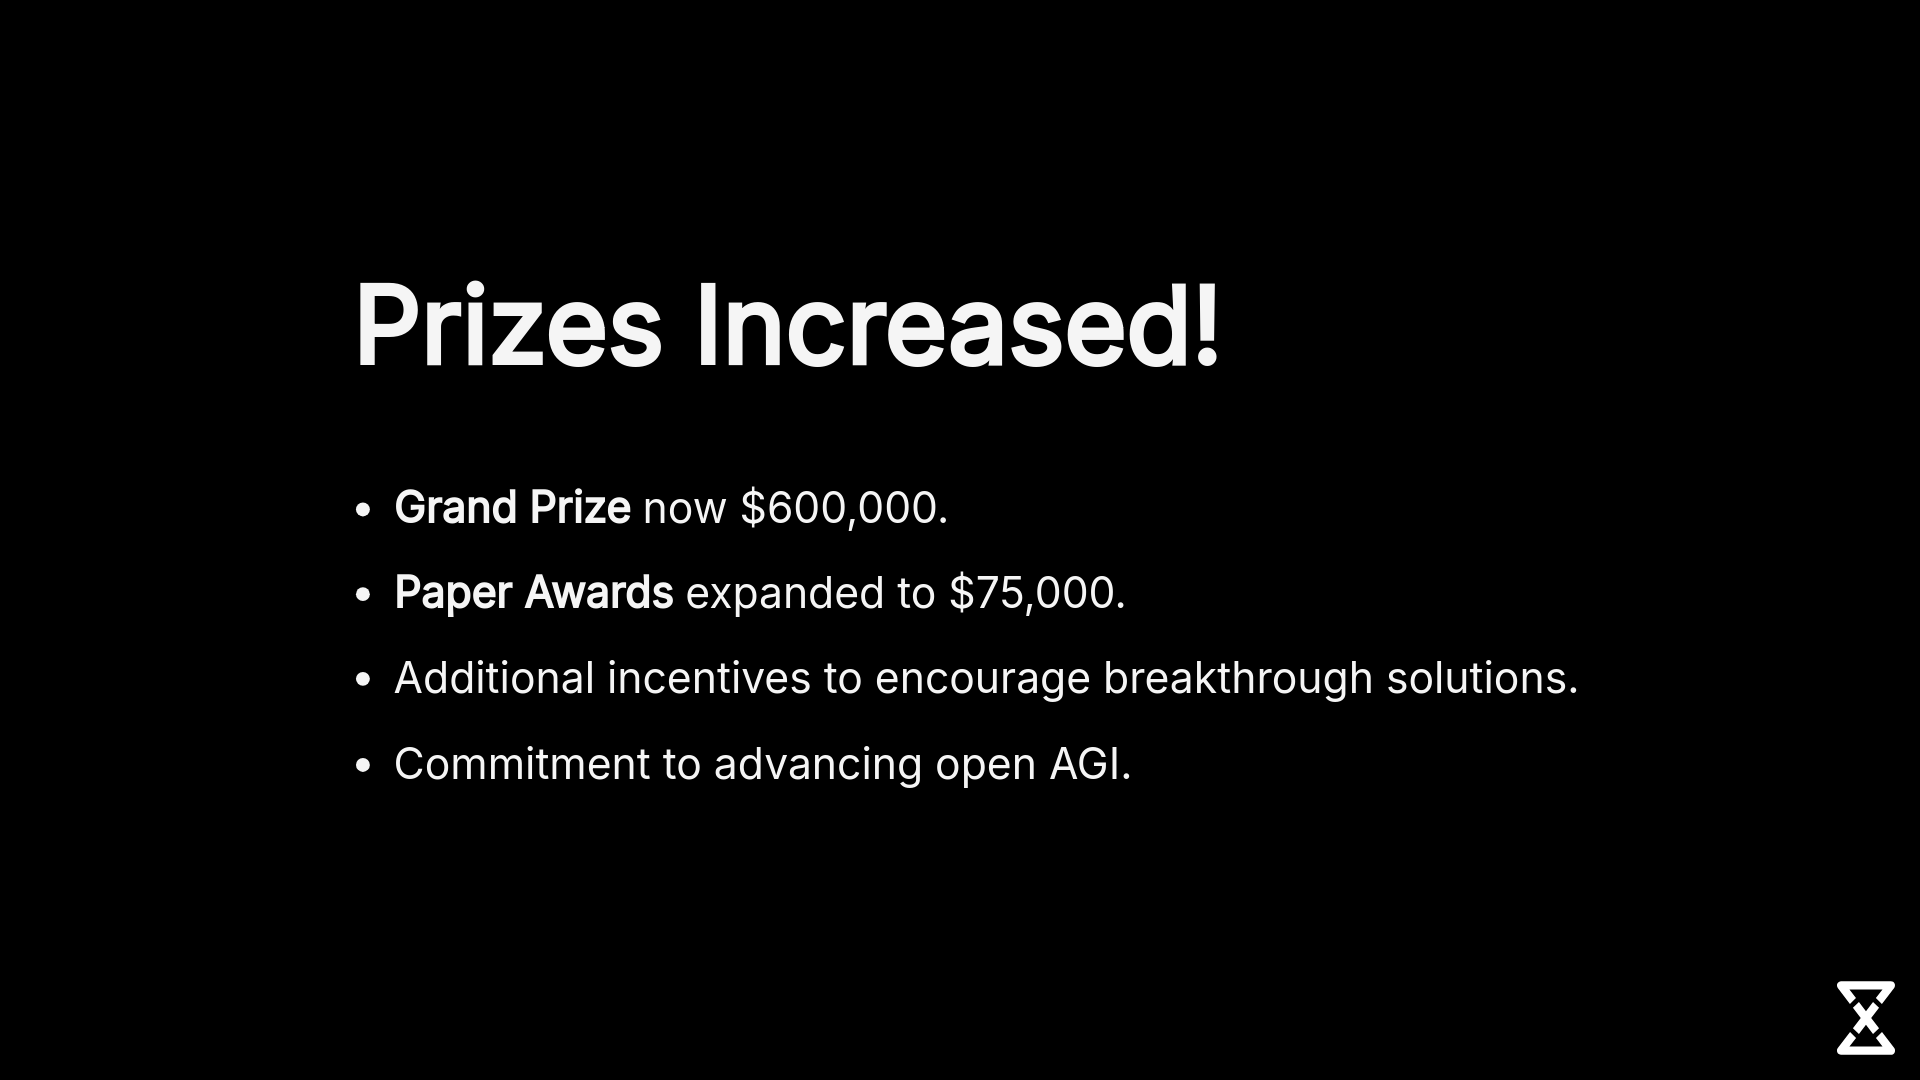 Prizes Increased!
• Grand Prize now $600,000.
• Paper Awards expanded to $75,000.
• Additional incentives to encourage breakthrough solutions.
• Commitment to advancing open AGI.